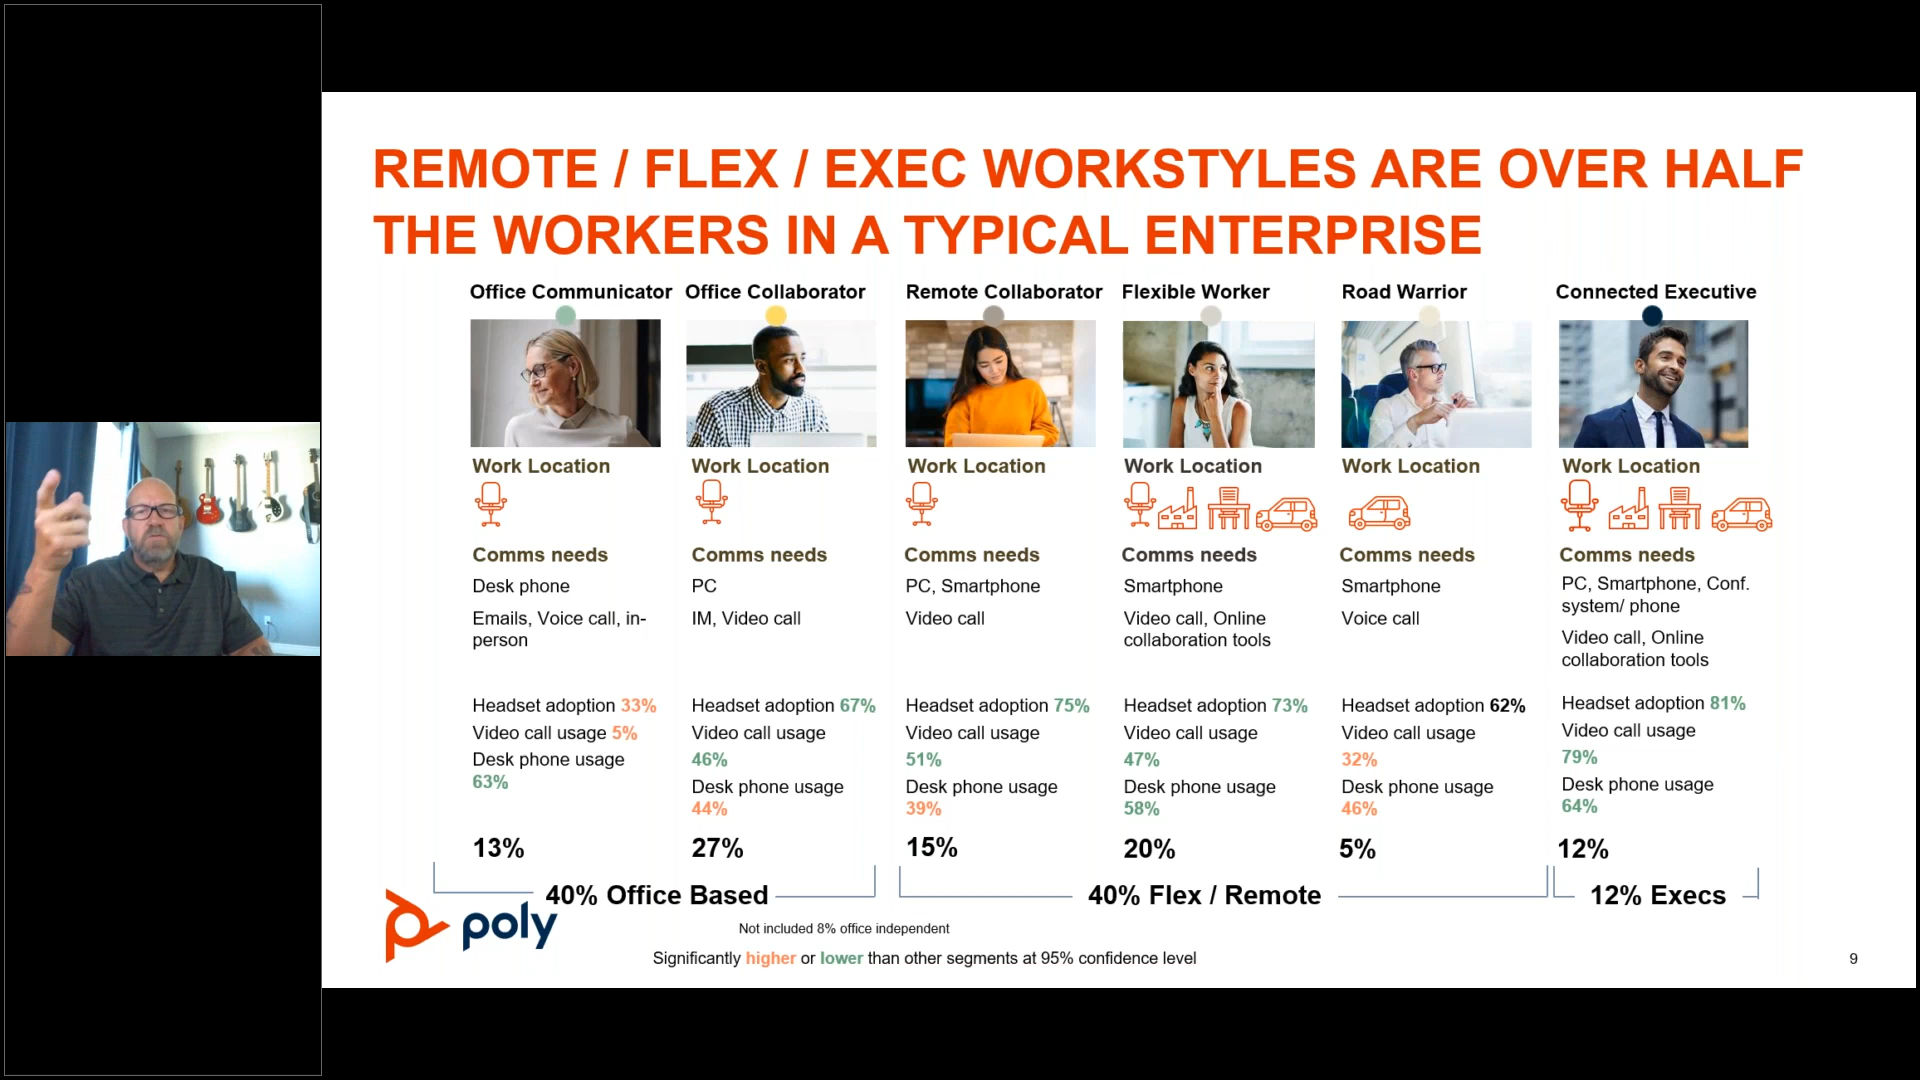 REMOTE / FLEX / EXEC WORKSTYLES ARE OVER HALF
THE WORKERS IN A TYPICAL ENTERPRISE
Office Communicator
Work Location
Comms needs
Desk phone
Emails, Voice call, in-
person
Headset adoption 33%
Video call usage 5%
Desk phone usage
63%
13%
Office Collaborator
Work Location
Comms needs
PC
IM, Video call
Headset adoption 67%
Video call usage
46%
Desk phone usage
44%
27%
Remote Collaborator
Work Location
Comms needs
PC, Smartphone
Video call
Headset adoption 75%
Video call usage
51%
Desk phone usage
39%
15%
Flexible Worker
Work Location
Comms needs
Smartphone
Video call, Online
collaboration tools
Headset adoption 73%
Video call usage
47%
Desk phone usage
58%
20%
Road Warrior
Work Location
Comms needs
Smartphone
Voice call
Headset adoption 62%
Video call usage
32%
Desk phone usage
46%
5%
Connected Executive
Work Location
Comms needs
PC, Smartphone, Conf.
system/ phone
Video call, Online
collaboration tools
Headset adoption 81%
Video call usage
79%
Desk phone usage
64%
12%
40% Office Based
40% Flex / Remote
12% Execs
poly
Not included 8% office independent
Significantly higher or lower than other segments at 95% confidence level
9